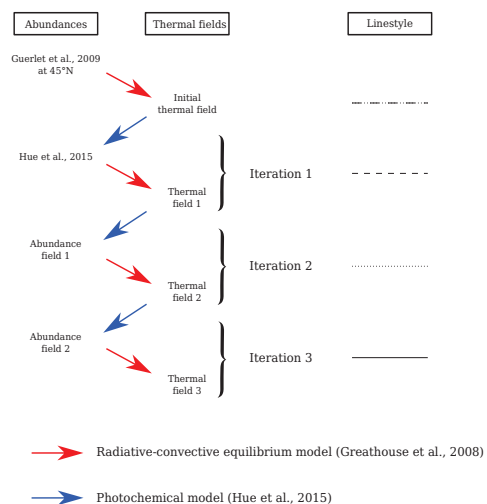 Abundances
Thermal fields
Linestyle
Guerlet et al., 2009
at 45°N
Initial
thermal field
Hue et al., 2015
Iteration 1
Thermal
field 1
Abundance
field 1
Iteration 2
Thermal
field 2
Abundance
field 2
Iteration 3
Thermal
field 3
Radiative-convective equilibrium model (Greathouse et al., 2008)
Photochemical model (Hue et al., 2015)